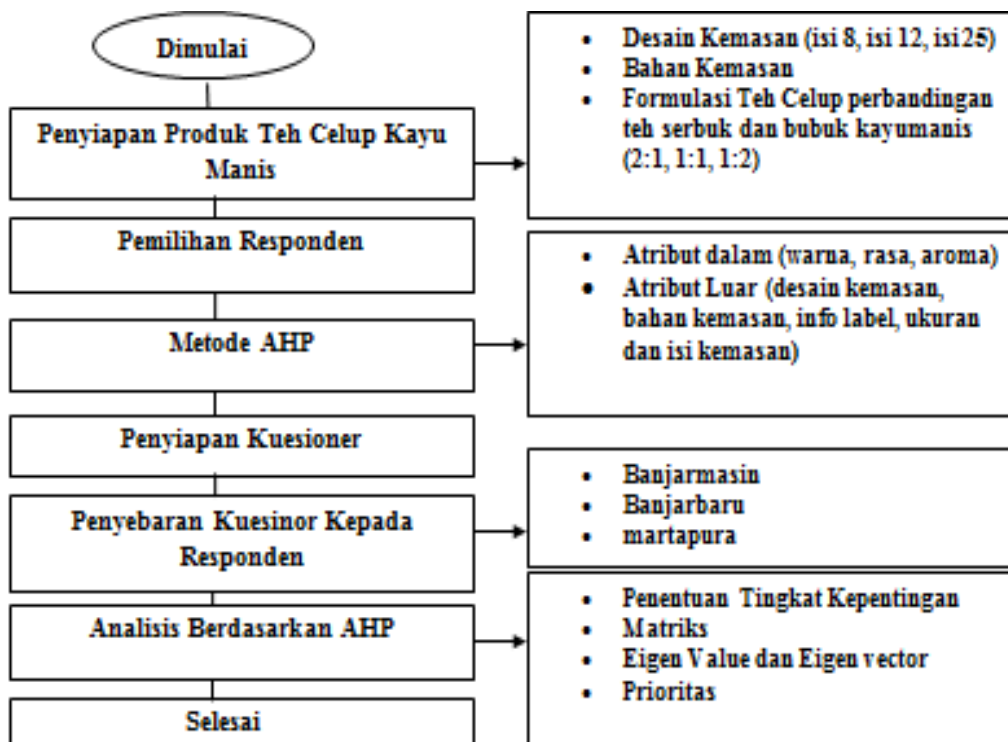 Dimulai
Penyiapan Produk Teh Celup Kayu
Manis
• Desain Kemasan (isi 8, isi 12, isi25)
• Bahan Kemasan
• Formulasi Teh Celup perbandingan
teh serbuk dan bubuk kayumanis
(2:1, 1:1, 1:2)
Pemilihan Responden
Metode AHP
• Atribut dalam (warna, rasa, aroma)
• Atribut Luar (desain kemasan,
bahan kemasan, info label, ukuran
dan isi kemasan)
Penyiapan Kuesioner
Penyebaran Kuesinor Kepada
Responden
• Banjarmasin
• Banjarbaru
• martapura
Analisis Berdasarkan AHP
• Penentuan Tingkat Kepentingan
• Matriks
• Eigen Value dan Eigen vector
• Prioritas
Selesai